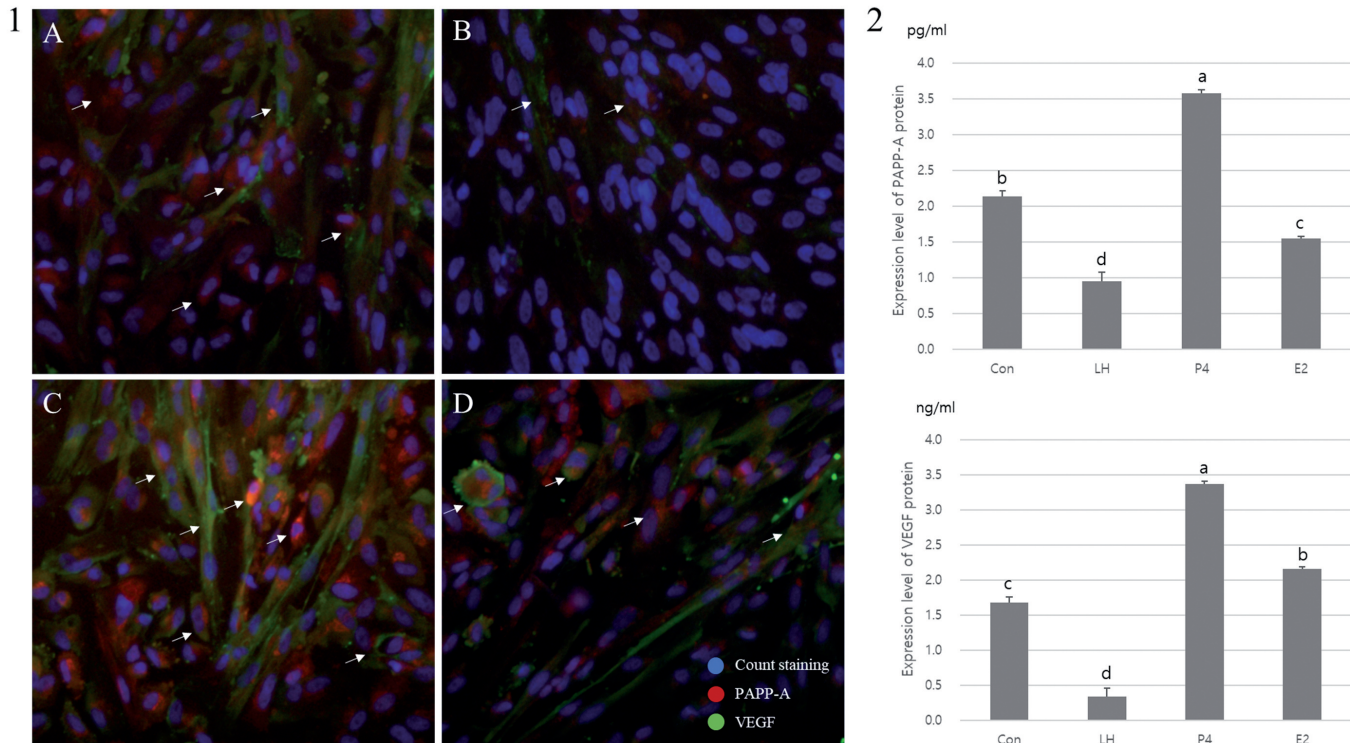 1
A
B
C
D
Count staining
PAPP-A
VEGF
2
pg/ml
Expression level of PAPP-A protein
4.0
3.5
3.0
2.5
2.0
1.5
1.0
0.5
0.0
b
d
a
c
Con LH P4 E2
ng/ml
Expression level of VEGF protein
4.0
3.5
3.0
2.5
2.0
1.5
1.0
0.5
0.0
c
d
a
b
Con LH P4 E2